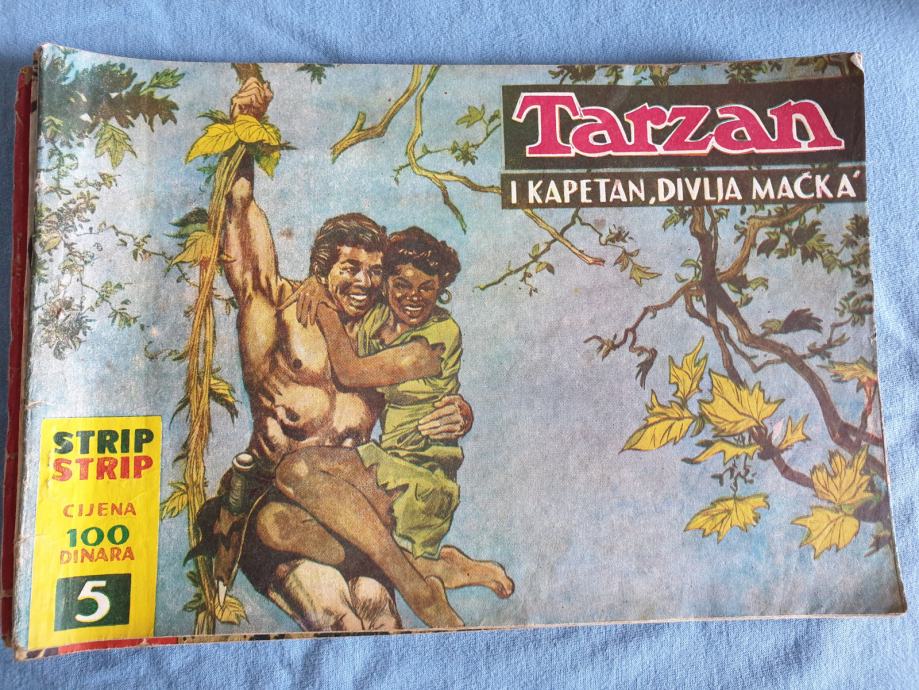 Tarzan
I KAPETAN „DIVLJA MAČKA"
STRIP
STRIP
CIJENA
100
DINARA
5